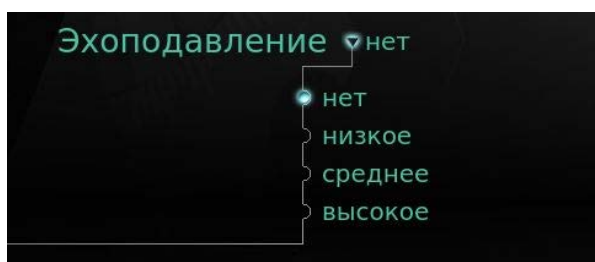 Эхоподавление нет
нет
низкое
среднее
высокое